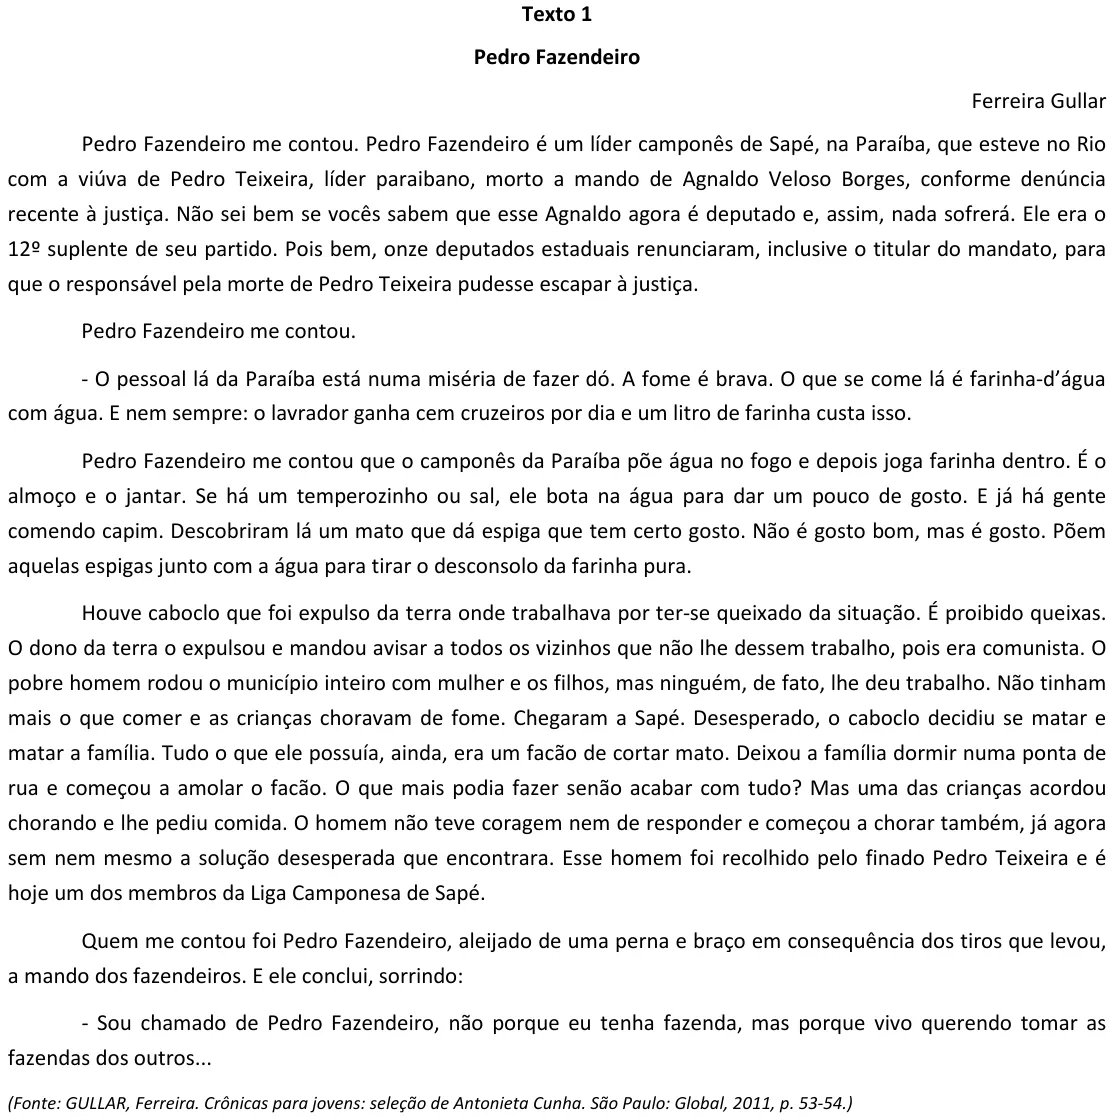 Texto 1
Pedro Fazendeiro
Ferreira Gullar
Pedro Fazendeiro me contou. Pedro Fazendeiro é um líder camponês de Sapé, na Paraíba, que esteve no Rio
com a viúva de Pedro Teixeira, líder paraibano, morto a mando de Agnaldo Veloso Borges, conforme denúncia
recente à justiça. Não sei bem se vocês sabem que esse Agnaldo agora é deputado e, assim, nada sofrerá. Ele era o
12º suplente de seu partido. Pois bem, onze deputados estaduais renunciaram, inclusive o titular do mandato, para
que o responsável pela morte de Pedro Teixeira pudesse escapar à justiça.
Pedro Fazendeiro me contou.
- O pessoal lá da Paraíba está numa miséria de fazer dó. A fome é brava. O que se come lá é farinha-d’água
com água. E nem sempre: o lavrador ganha cem cruzeiros por dia e um litro de farinha custa isso.
Pedro Fazendeiro me contou que o camponês da Paraíba põe água no fogo e depois joga farinha dentro. É o
almoço e o jantar. Se há um temperozinho ou sal, ele bota na água para dar um pouco de gosto. E já há gente
comendo capim. Descobriram lá um mato que dá espiga que tem certo gosto. Não é gosto bom, mas é gosto. Põem
aquelas espigas junto com a água para tirar o desconsolo da farinha pura.
Houve caboclo que foi expulso da terra onde trabalhava por ter-se queixado da situação. É proibido queixas.
O dono da terra o expulsou e mandou avisar a todos os vizinhos que não lhe dessem trabalho, pois era comunista. O
pobre homem rodou o município inteiro com mulher e os filhos, mas ninguém, de fato, lhe deu trabalho. Não tinham
mais o que comer e as crianças choravam de fome. Chegaram a Sapé. Desesperado, o caboclo decidiu se matar e
matar a família. Tudo o que ele possuía, ainda, era um facão de cortar mato. Deixou a família dormir numa ponta de
rua e começou a amolar o facão. O que mais podia fazer senão acabar com tudo? Mas uma das crianças acordou
chorando e lhe pediu comida. O homem não teve coragem nem de responder e começou a chorar também, já agora
sem nem mesmo a solução desesperada que encontrara. Esse homem foi recolhido pelo finado Pedro Teixeira e é
hoje um dos membros da Liga Camponesa de Sapé.
Quem me contou foi Pedro Fazendeiro, aleijado de uma perna e braço em consequência dos tiros que levou,
a mando dos fazendeiros. E ele conclui, sorrindo:
- Sou chamado de Pedro Fazendeiro, não porque eu tenha fazenda, mas porque vivo querendo tomar as
fazendas dos outros...
(Fonte: GULLAR, Ferreira. Crônicas para jovens: seleção de Antonieta Cunha. São Paulo: Global, 2011, p. 53-54.)